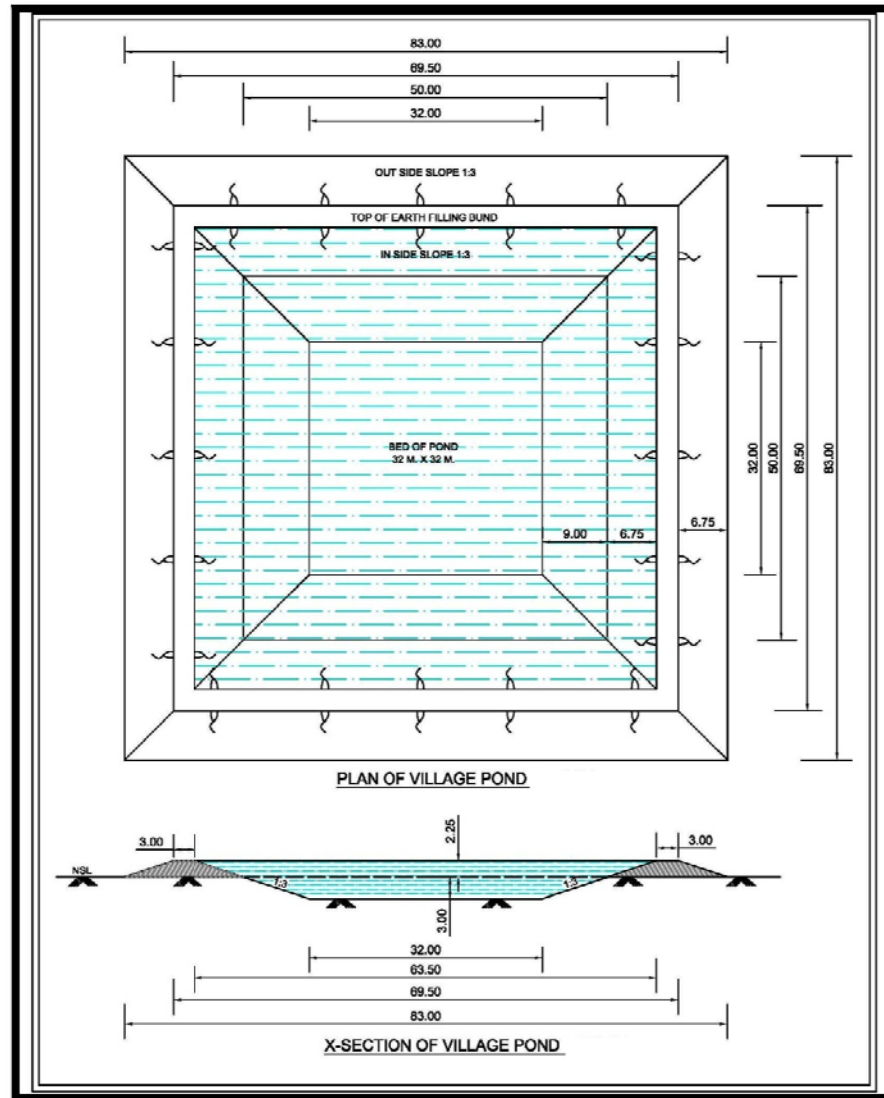 83.00
69.50
50.00
32.00
OUT SIDE SLOPE 1:3
TOP OF EARTH FILLING BUND
IN SIDE SLOPE 1:3
BED OF POND
32 M. X 32 M.
9.00
6.75
6.75
32.00
50.00
69.50
83.00
PLAN OF VILLAGE POND
3.00
2.25
3.00
NSL
1:3
1:3
3.00
32.00
63.50
69.50
83.00
X-SECTION OF VILLAGE POND